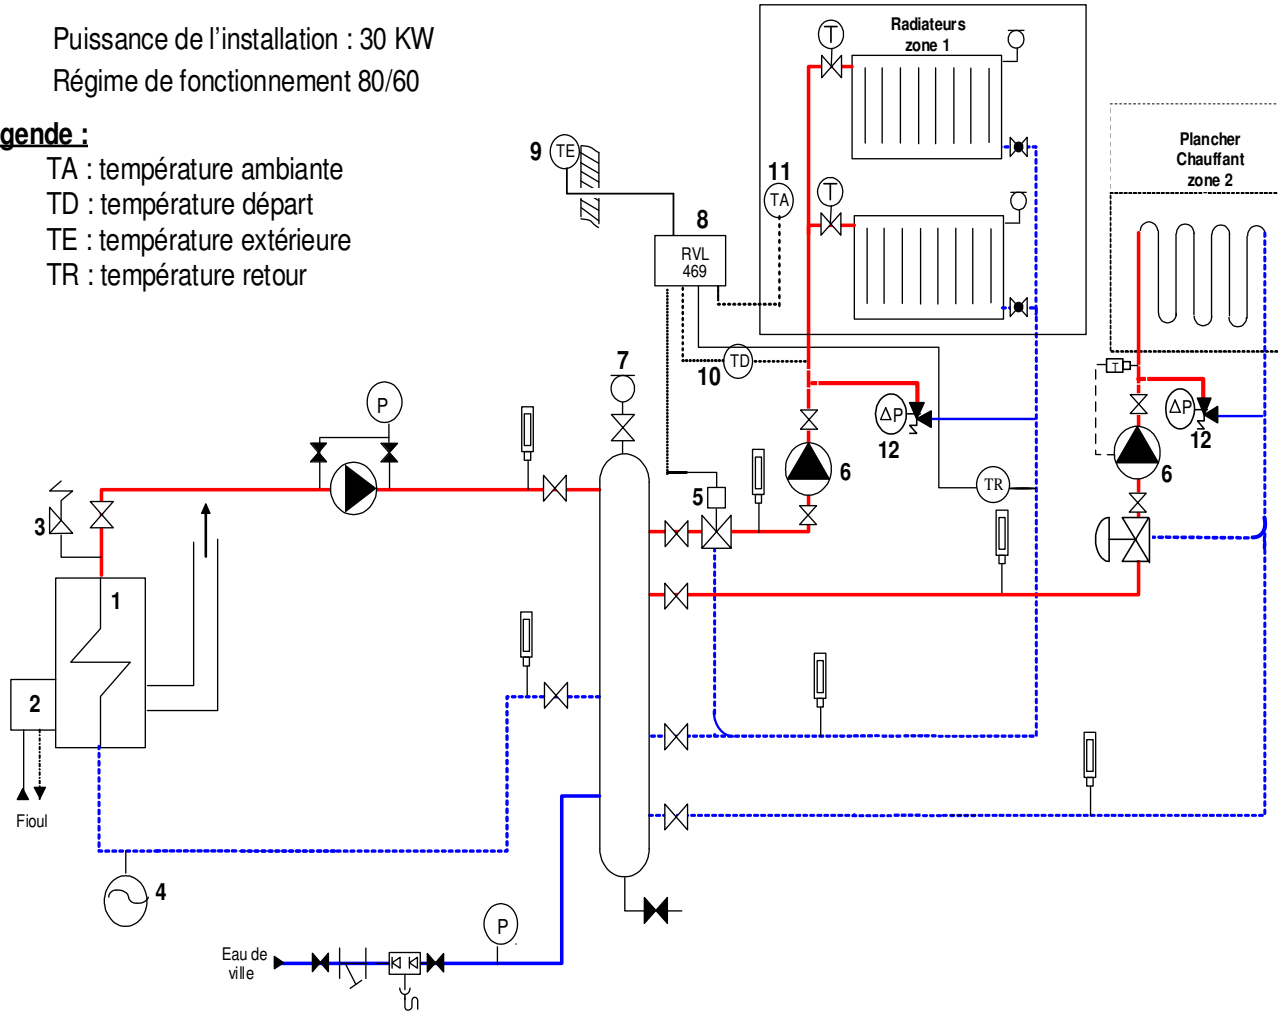 Puissance de l'installation : 30 KW
Régime de fonctionnement 80/60
gende :
TA : température ambiante
TD : température départ
TE : température extérieure
TR : température retour
Radiateurs
zone 1
T
T
Plancher
Chauffant
zone 2
9
TE
11
TA
8
RVL
469
10
TD
7
P
ΔP
12
ΔP
12
T
6
6
5
TR
3
1
2
Fioul
4
P
Eau de
ville